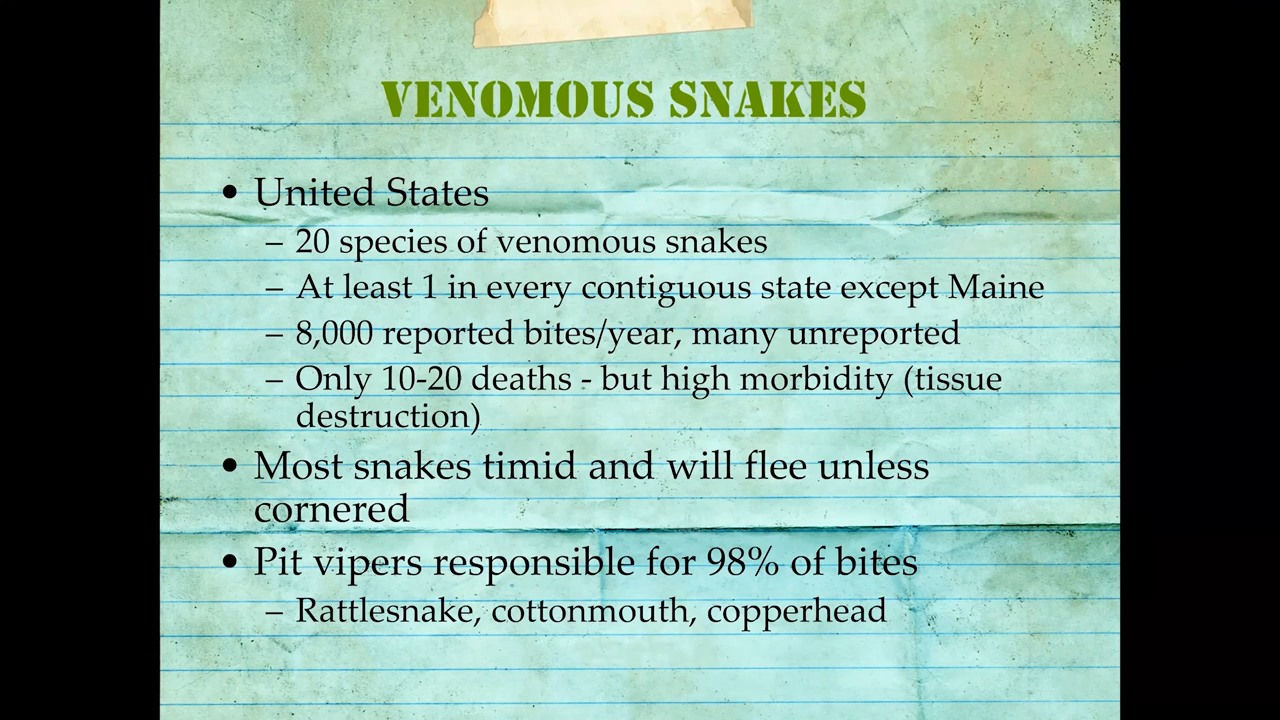 VENOMOUS SNAKES
• United States
– 20 species of venomous snakes
– At least 1 in every contiguous state except Maine
– 8,000 reported bites/year, many unreported
– Only 10-20 deaths - but high morbidity (tissue
destruction)
• Most snakes timid and will flee unless
cornered
• Pit vipers responsible for 98% of bites
– Rattlesnake, cottonmouth, copperhead